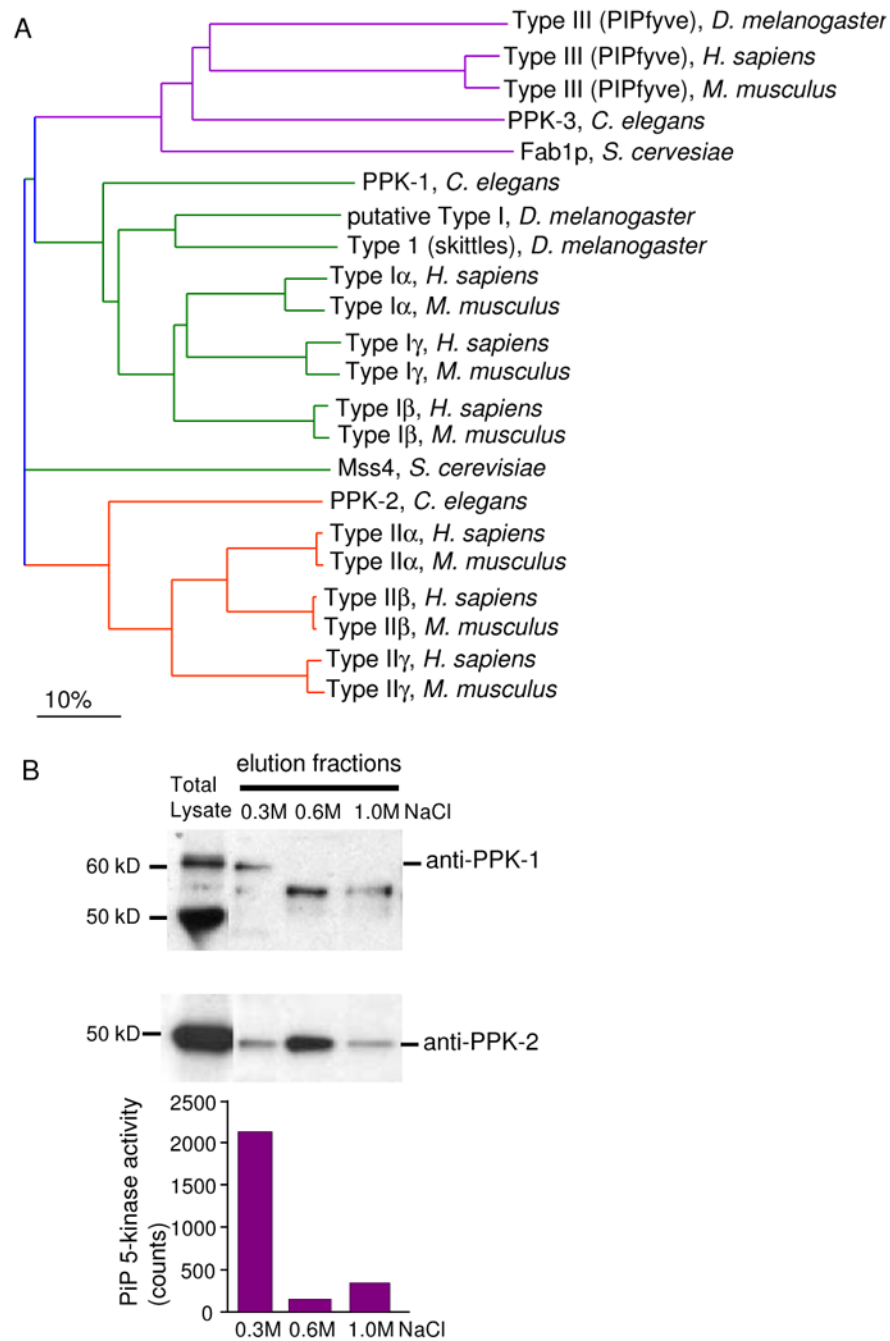 A
Type III (PIPfyve), D. melanogaster
Type III (PIPfyve), H. sapiens
Type III (PIPfyve), M. musculus
PPK-3, C. elegans
Fab1p, S. cervesiae
PPK-1, C. elegans
putative Type I, D. melanogaster
Type 1 (skittles), D. melanogaster
Type Iα, H. sapiens
Type Iα, M. musculus
Type Iγ, H. sapiens
Type Iγ, M. musculus
Type Iβ, H. sapiens
Type Iβ, M. musculus
Mss4, S. cerevisiae
PPK-2, C. elegans
Type IIα, H. sapiens
Type IIα, M. musculus
Type IIβ, H. sapiens
Type IIβ, M. musculus
Type IIγ, H. sapiens
Type IIγ, M. musculus
10%
B
elution fractions
Total
Lysate
0.3M 0.6M 1.0M NaCl
60 kD
anti-PPK-1
50 kD
50 kD
anti-PPK-2
PiP 5-kinase activity
(counts)
2500
2000
1500
1000
500
0
0.3M 0.6M 1.0M NaCl